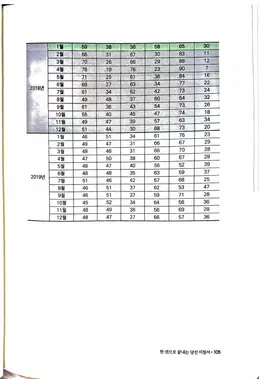 1월 59 38 36 58 65 30
2월 66 31 67 30 83 11
3월 70 26 66 29 88 12
4월 79 19 76 23 90 7
5월 71 25 61 36 84 16
6월 69 27 63 34 77 22
2018년 7월 61 34 52 42 73 24
8월 49 48 37 60 64 32
9월 61 36 43 54 73 26
10월 55 40 46 47 74 18
11월 49 47 39 57 63 34
12월 61 44 30 68 73 20
1월 46 51 34 61 76 23
2월 49 47 31 66 67 29
3월 48 48 31 66 70 28
4월 47 50 38 60 67 28
5월 48 47 40 56 52 39
6월 48 48 35 63 59 37
2019년 7월 51 46 42 57 68 25
8월 46 51 37 62 53 47
9월 46 51 37 59 71 28
10월 45 52 34 64 56 36
11월 48 49 36 56 69 28
12월 48 47 27 66 57 36
한 권으로 끝내는 당선 지침서 • 105